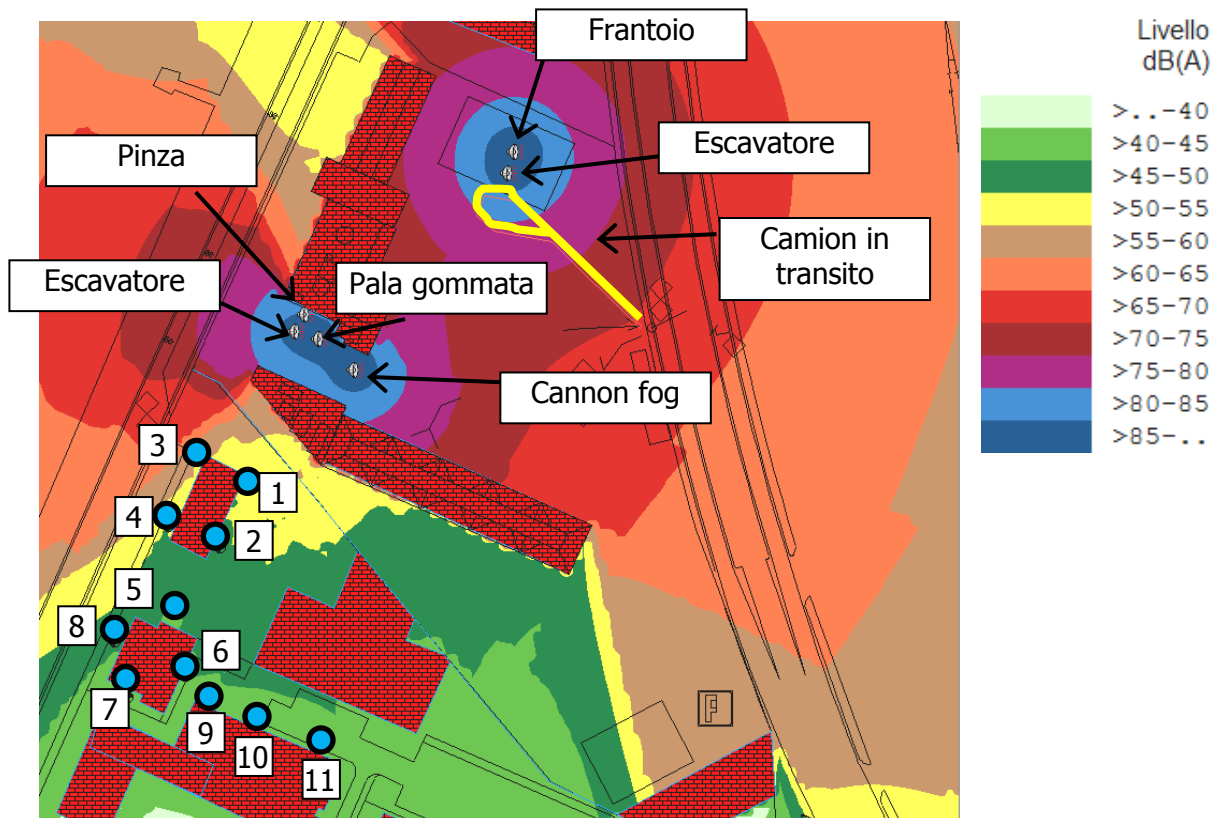 Frantoio
Livello
dB(A)
>..-40
>40-45
>45-50
>50-55
>55-60
>60-65
>65-70
>70-75
>75-80
>80-85
>85-..
Pinza
Escavatore
Escavatore
Pala gommata
Camion in
transito
Cannon fog
3
1
4
2
5
8
6
7
9
10
11
P